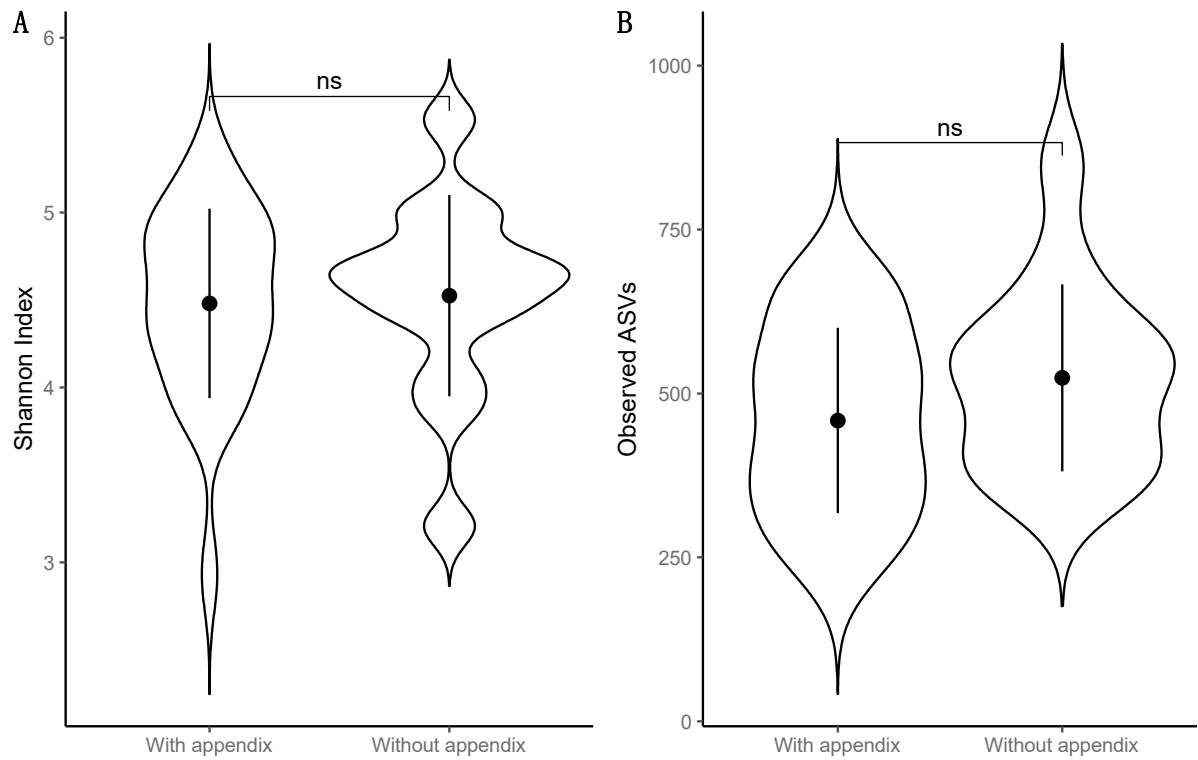 A
Shannon Index
6
5
4
3
ns
With appendix
Without appendix
B
Observed ASVs
1000
750
500
250
0
ns
With appendix
Without appendix